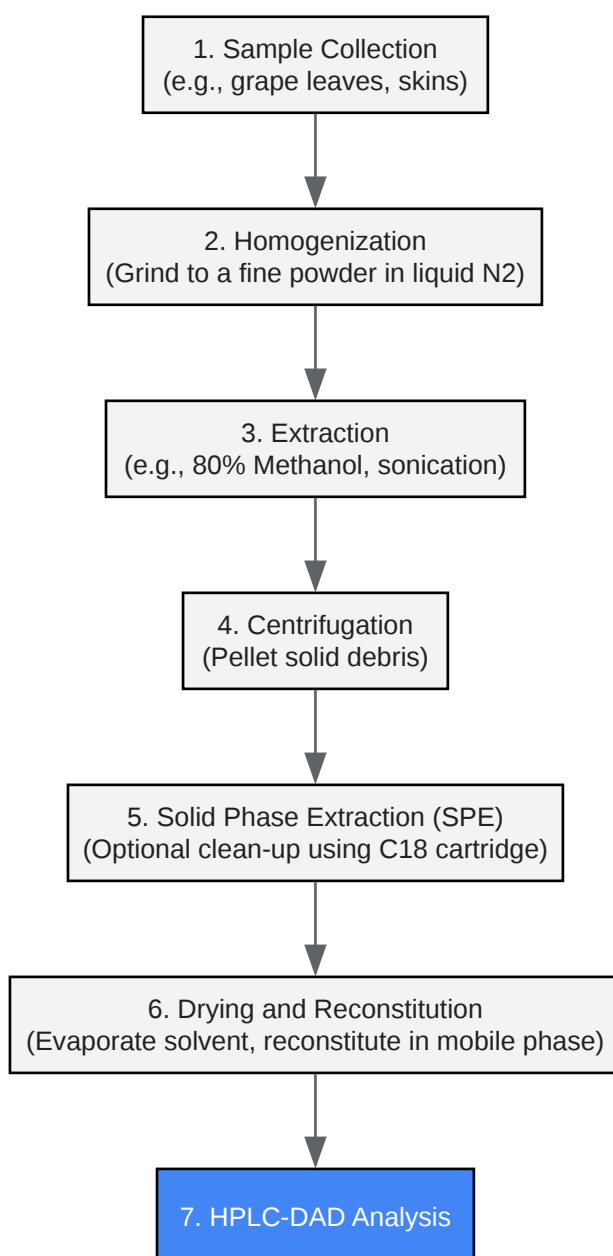 1. Sample Collection
(e.g., grape leaves, skins)
2. Homogenization
(Grind to a fine powder in liquid N2)
3. Extraction
(e.g., 80% Methanol, sonication)
4. Centrifugation
(Pellet solid debris)
5. Solid Phase Extraction (SPE)
(Optional clean-up using C18 cartridge)
6. Drying and Reconstitution
(Evaporate solvent, reconstitute in mobile phase)
7. HPLC-DAD Analysis